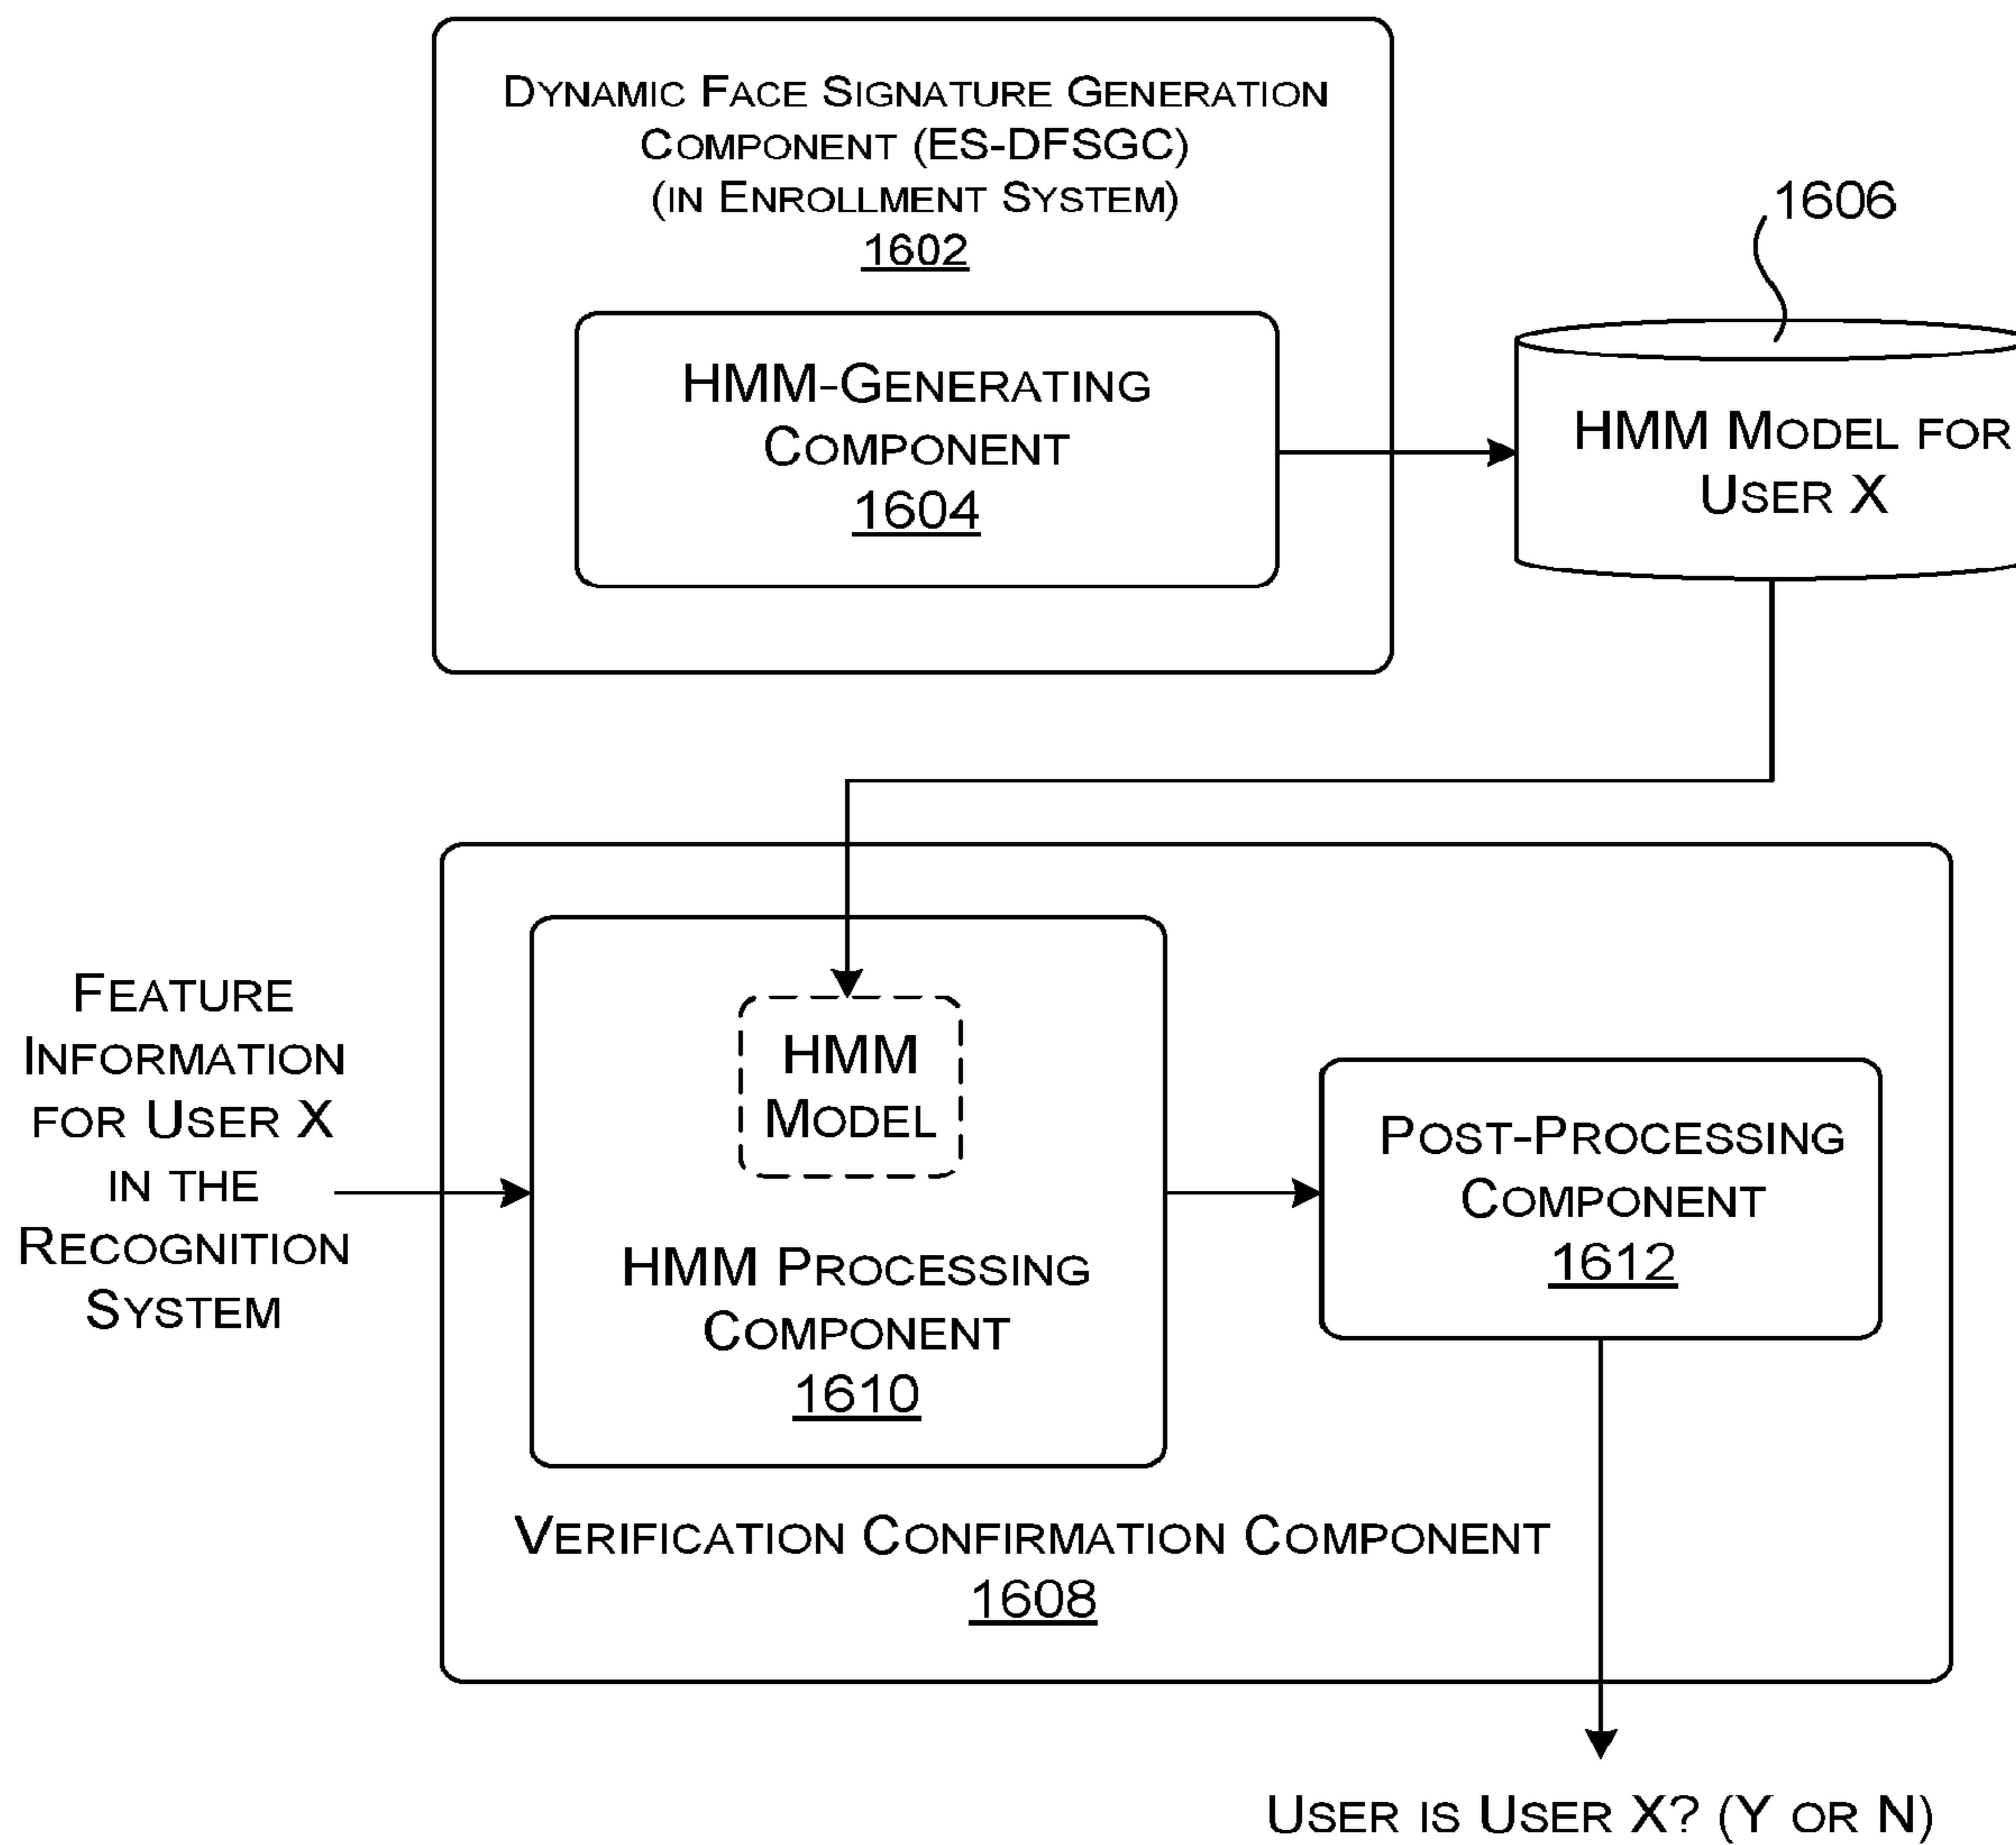 DYNAMIC FACE SIGNATURE GENERATION
COMPONENT (ES-DFSGC)
(IN ENROLLMENT SYSTEM)
1602
1606
HMM-GENERATING
COMPONENT
1604
HMM MODEL FOR
USER X
FEATURE
INFORMATION
FOR USER X
IN THE
RECOGNITION
SYSTEM
HMM
MODEL
HMM PROCESSING
COMPONENT
1610
POST-PROCESSING
COMPONENT
1612
VERIFICATION CONFIRMATION COMPONENT
1608
USER IS USER X? (Y OR N)